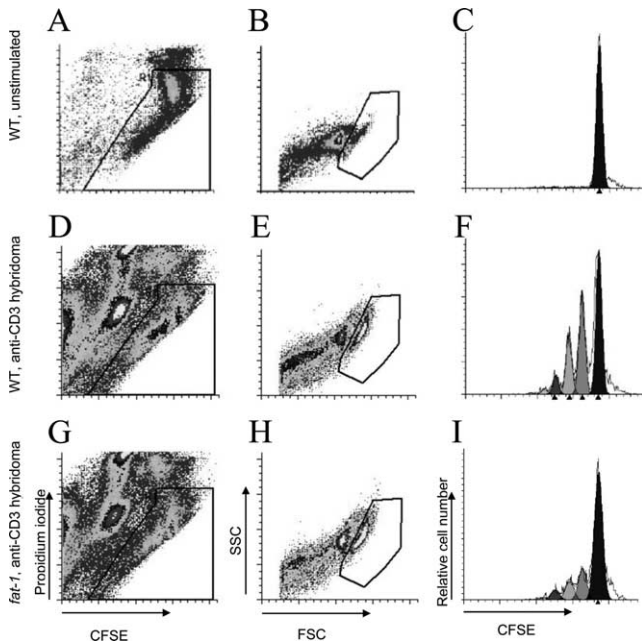 A
B
C
WT, unstimulated
R1
D
E
F
WT, anti-CD3 hybridoma
G
H
I
fat-1, anti-CD3 hybridoma
Propidium iodide
SSC
Relative cell number
CFSE
FSC
CFSE